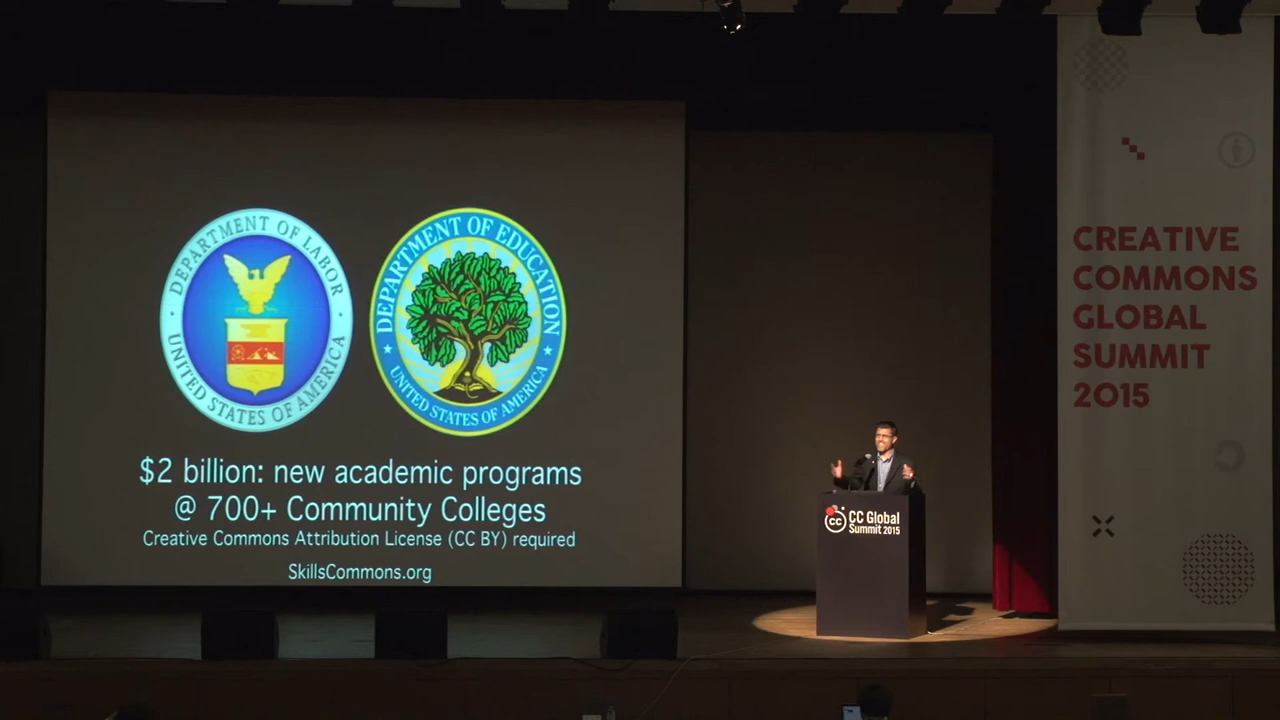 DEPARTMENT OF LABOR
UNITED STATES OF AMERICA
DEPARTMENT OF EDUCATION
UNITED STATES OF AMERICA
$2 billion: new academic programs
@ 700+ Community Colleges
Creative Commons Attribution License (CC BY) required
SkillsCommons.org
cc CC Global
Summit 2015
CREATIVE
COMMONS
GLOBAL
SUMMIT
2015